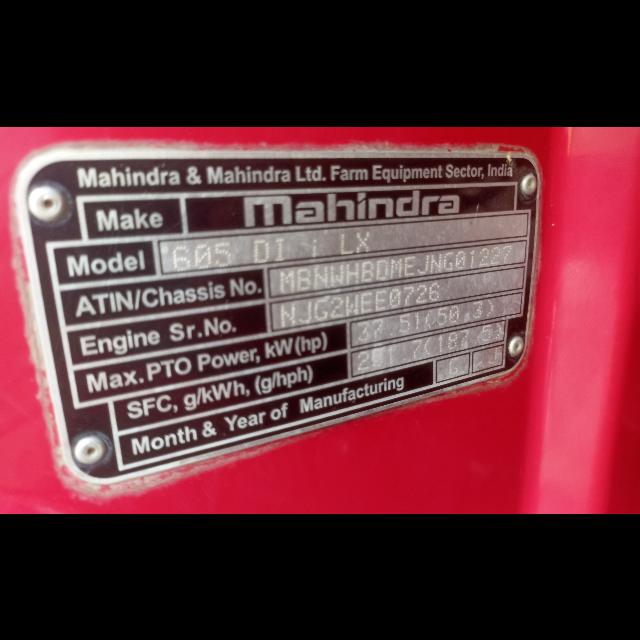 Mahindra & Mahindra Ltd. Farm Equipment Sector, India
Make Mahindra
Model 605 DI i LX
ATIN/Chassis No. MBNWHBDMEJNG01227
Engine Sr.No. NJG2WEE0726
Max. PTO Power, kW(hp) 37.51(50.3)
SFC, g/kWh, (g/hph)
Month & Year of Manufacturing